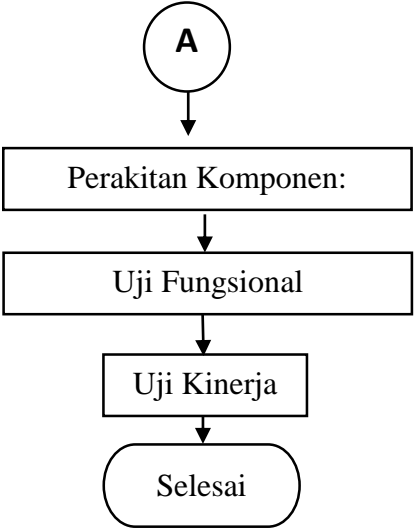 A
Perakitan Komponen:
Uji Fungsional
Uji Kinerja
Selesai